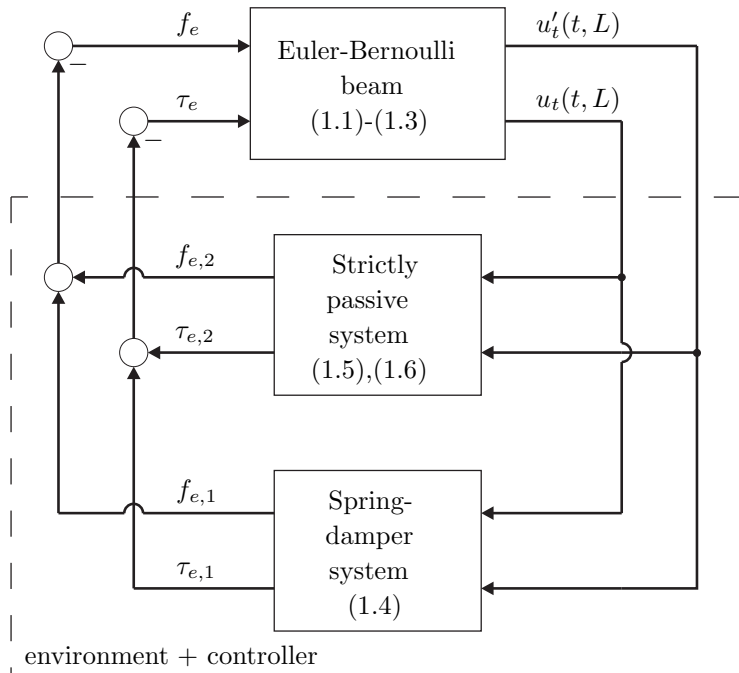 f_e
u'_t(t, L)
Euler-Bernoulli
beam
(1.1)-(1.3)
τ_e
u_t(t, L)
−
−
f_{e,2}
Strictly
passive
system
(1.5),(1.6)
τ_{e,2}
f_{e,1}
Spring-
damper
system
(1.4)
τ_{e,1}
environment + controller